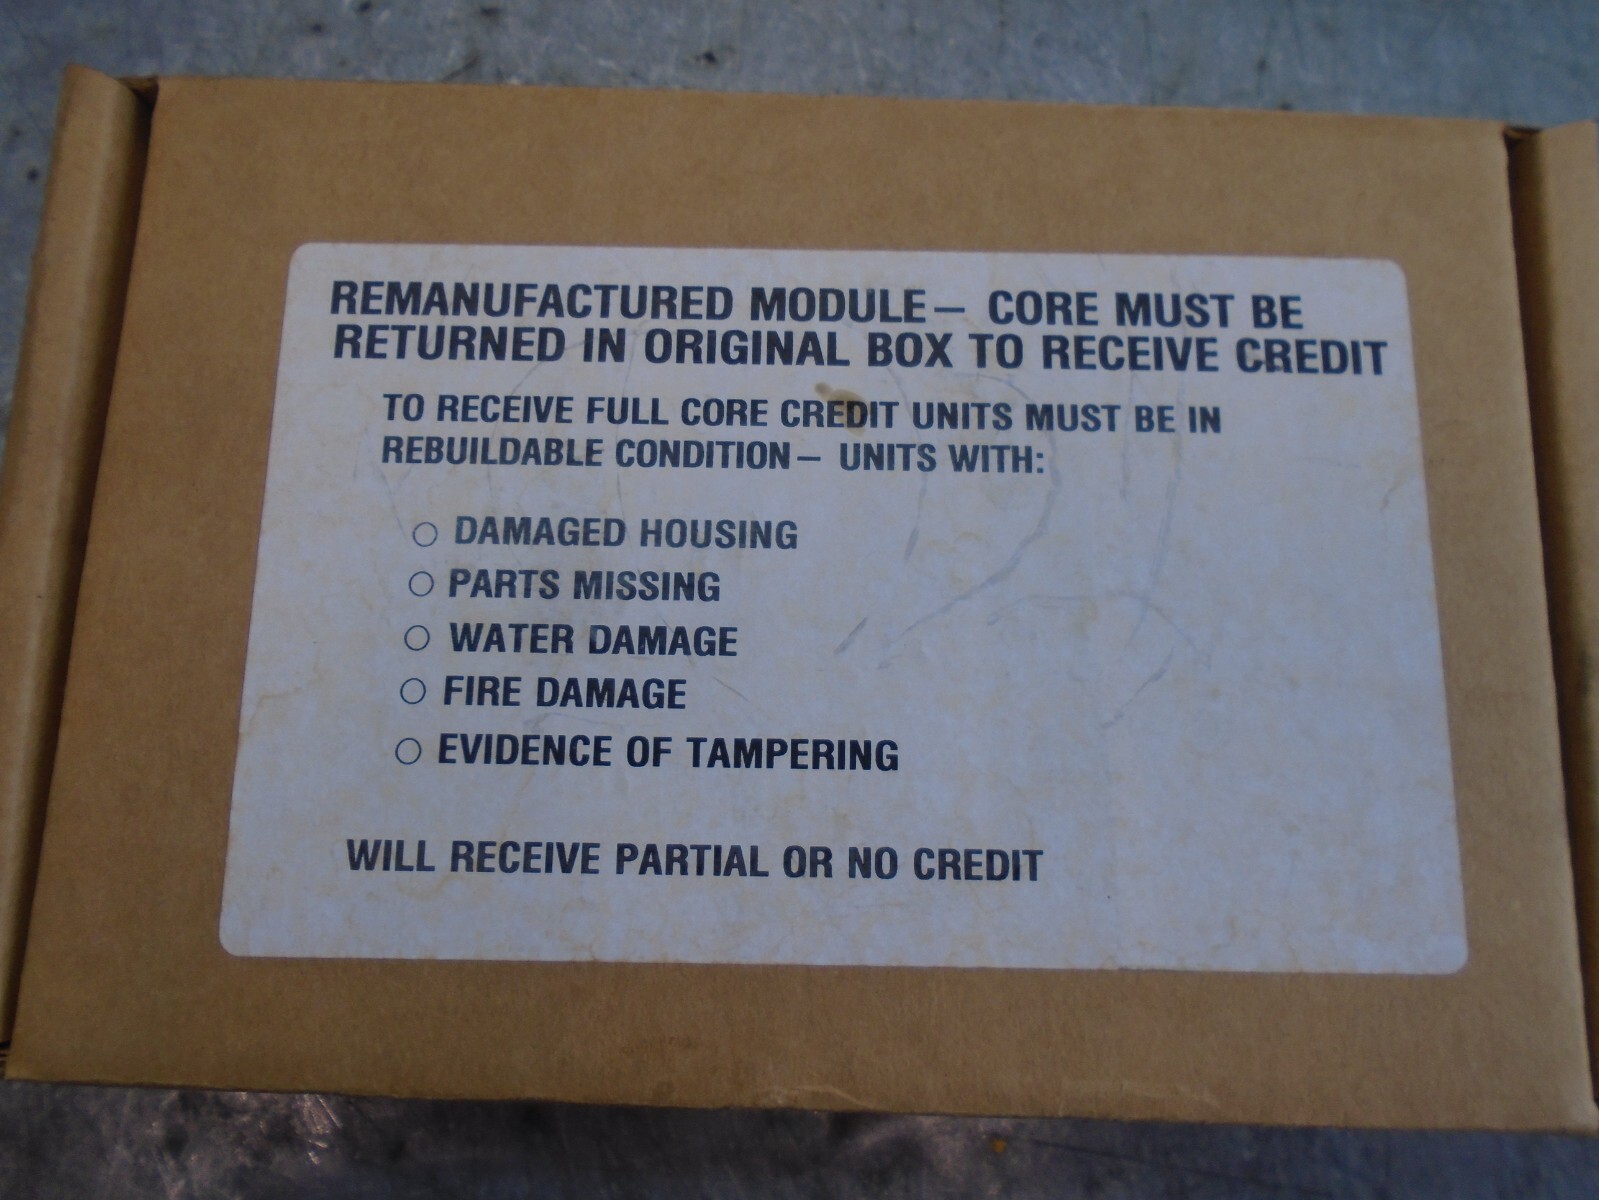 REMANUFACTURED MODULE — CORE MUST BE
RETURNED IN ORIGINAL BOX TO RECEIVE CREDIT
TO RECEIVE FULL CORE CREDIT UNITS MUST BE IN
REBUILDABLE CONDITION — UNITS WITH:
○ DAMAGED HOUSING
○ PARTS MISSING
○ WATER DAMAGE
○ FIRE DAMAGE
○ EVIDENCE OF TAMPERING
WILL RECEIVE PARTIAL OR NO CREDIT